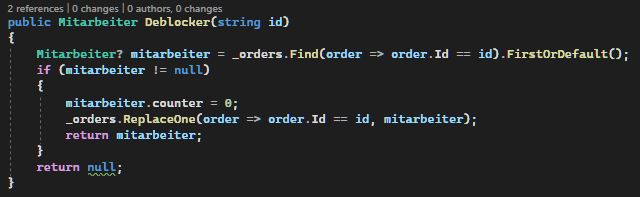 2 references | 0 changes | 0 authors, 0 changes
public Mitarbeiter Deblocker(string id)
{
Mitarbeiter? mitarbeiter = _orders.Find(order => order.Id == id).FirstOrDefault();
if (mitarbeiter != null)
{
mitarbeiter.counter = 0;
_orders.ReplaceOne(order => order.Id == id, mitarbeiter);
return mitarbeiter;
}
return null;
}